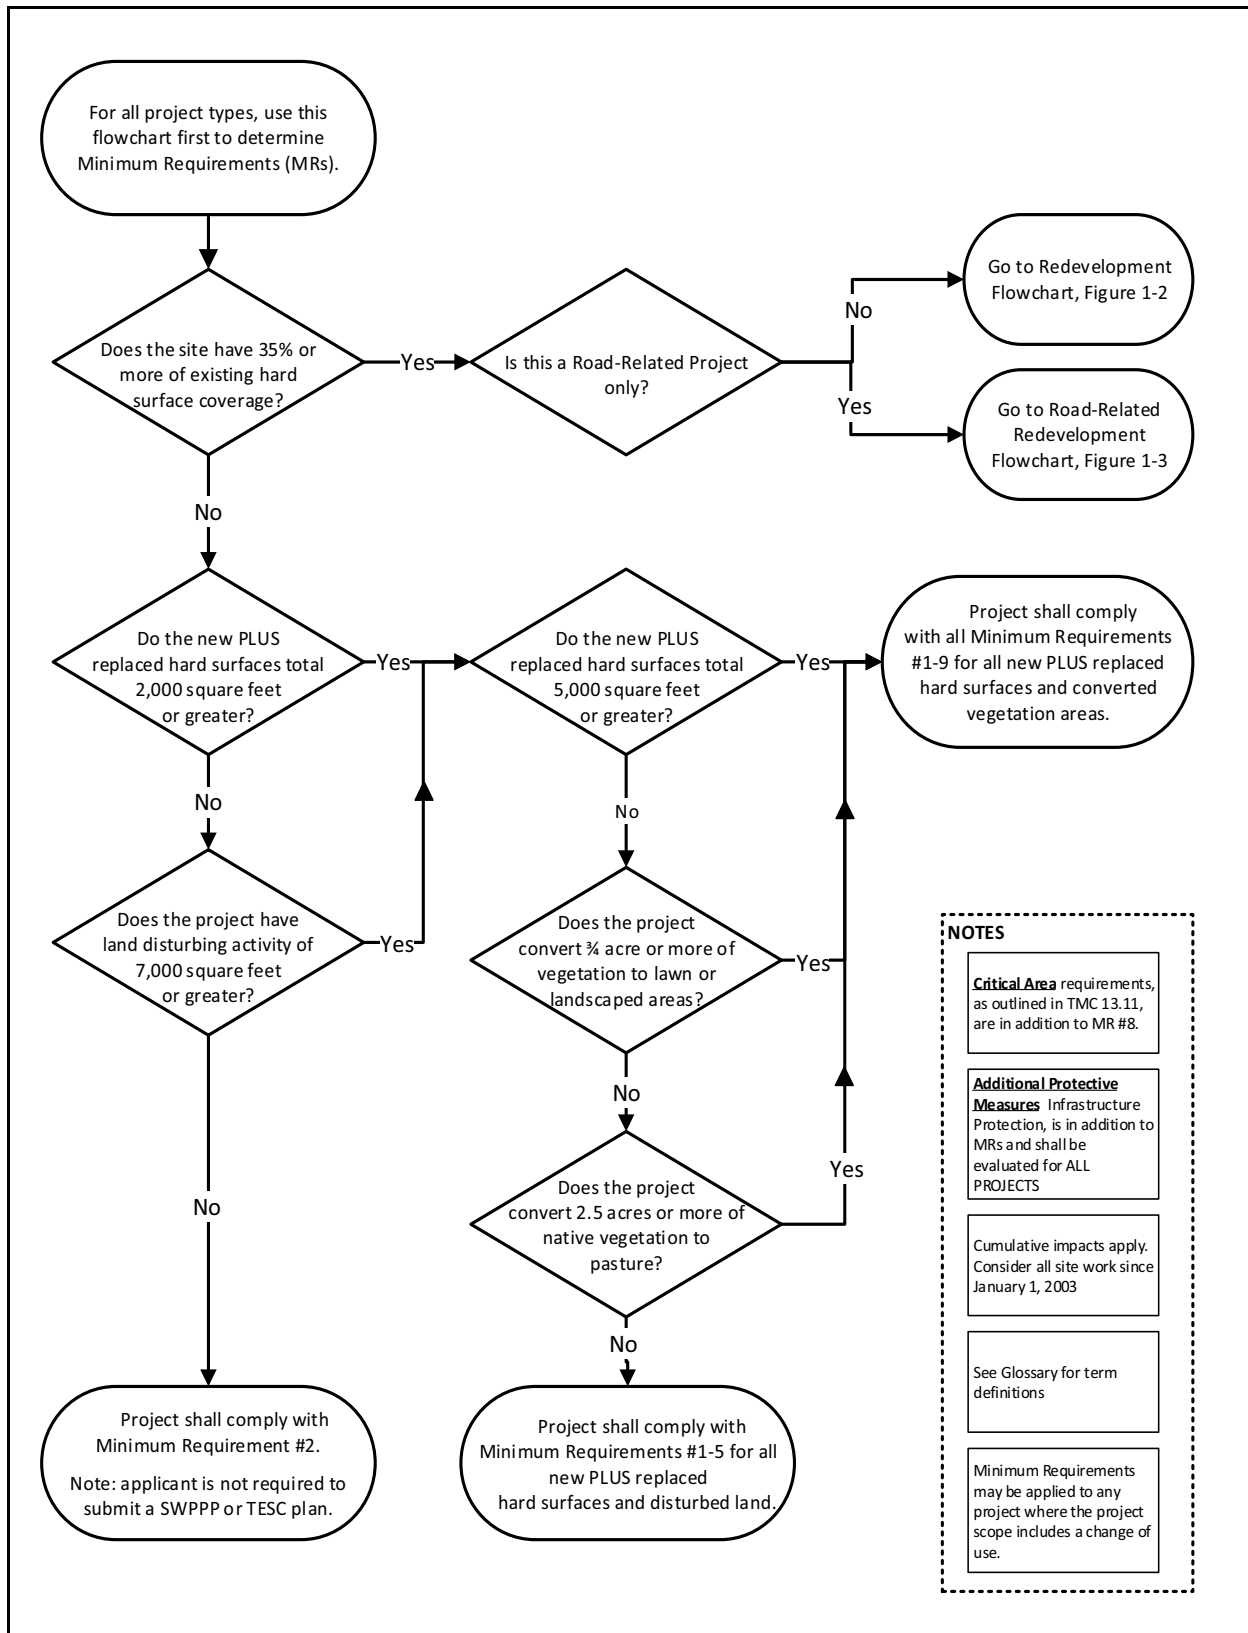 For all project types, use this
flowchart first to determine
Minimum Requirements (MRs).
Does the site have 35% or
more of existing hard
surface coverage?
Yes
Is this a Road-Related Project
only?
No
Go to Redevelopment
Flowchart, Figure 1-2
Yes
Go to Road-Related
Redevelopment
Flowchart, Figure 1-3
No
Do the new PLUS
replaced hard surfaces total
2,000 square feet
or greater?
Yes
Do the new PLUS
replaced hard surfaces total
5,000 square feet
or greater?
Yes
Project shall comply
with all Minimum Requirements
#1-9 for all new PLUS replaced
hard surfaces and converted
vegetation areas.
No
No
Does the project have
land disturbing activity of
7,000 square feet
or greater?
Yes
Does the project
convert ¾ acre or more of
vegetation to lawn or
landscaped areas?
Yes
No
No
Does the project
convert 2.5 acres or more of
native vegetation to
pasture?
Yes
No
Project shall comply with
Minimum Requirement #2.
Note: applicant is not required to
submit a SWPPP or TESC plan.
Project shall comply with
Minimum Requirements #1-5 for all
new PLUS replaced
hard surfaces and disturbed land.
NOTES
Critical Area requirements,
as outlined in TMC 13.11,
are in addition to MR #8.
Additional Protective
Measures Infrastructure
Protection, is in addition to
MRs and shall be
evaluated for ALL
PROJECTS
Cumulative impacts apply.
Consider all site work since
January 1, 2003
See Glossary for term
definitions
Minimum Requirements
may be applied to any
project where the project
scope includes a change of
use.